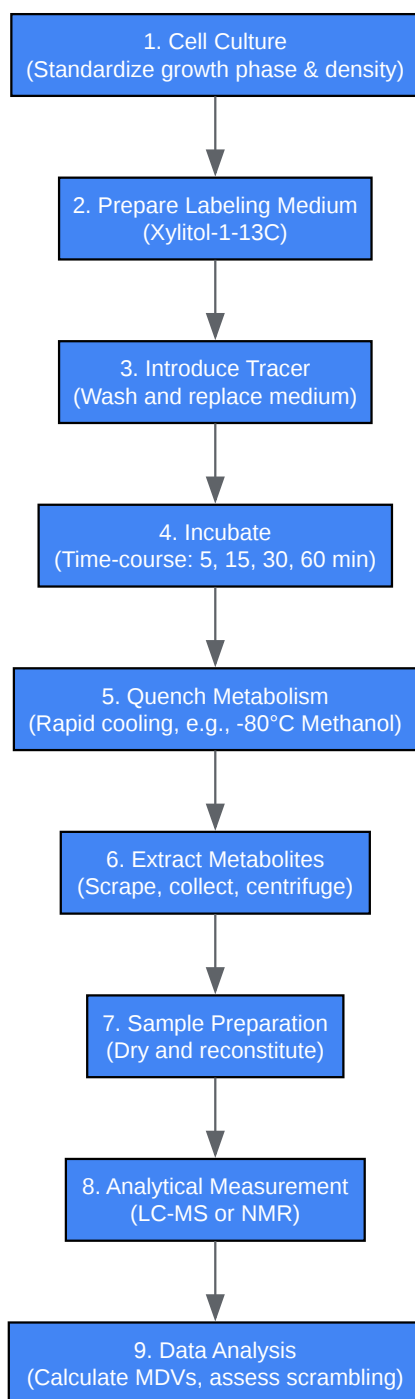 1. Cell Culture
(Standardize growth phase & density)
2. Prepare Labeling Medium
(Xylitol-1-13C)
3. Introduce Tracer
(Wash and replace medium)
4. Incubate
(Time-course: 5, 15, 30, 60 min)
5. Quench Metabolism
(Rapid cooling, e.g., -80°C Methanol)
6. Extract Metabolites
(Scrape, collect, centrifuge)
7. Sample Preparation
(Dry and reconstitute)
8. Analytical Measurement
(LC-MS or NMR)
9. Data Analysis
(Calculate MDVs, assess scrambling)